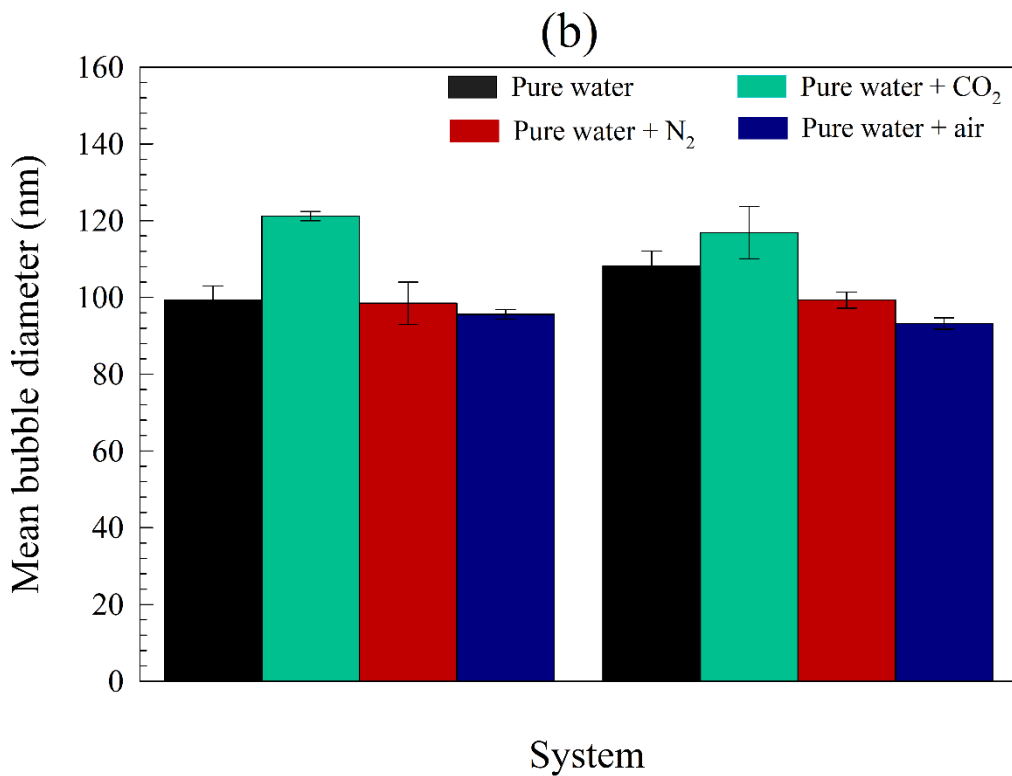 (b)
Mean bubble diameter (nm)
160
140
120
100
80
60
40
20
0
Pure water
Pure water + CO₂
Pure water + N₂
Pure water + air
System